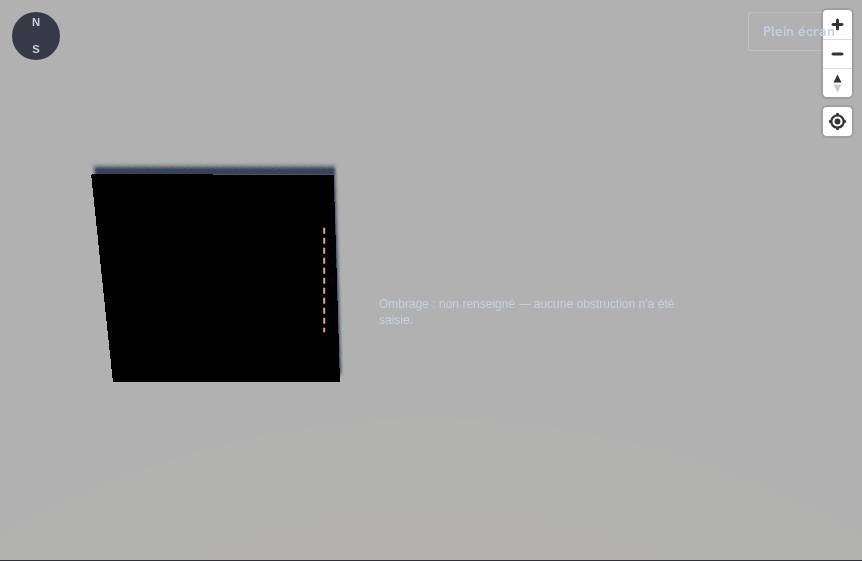 N
S
Plein écran
Ombrage : non renseigné — aucune obstruction n'a été
saisie.